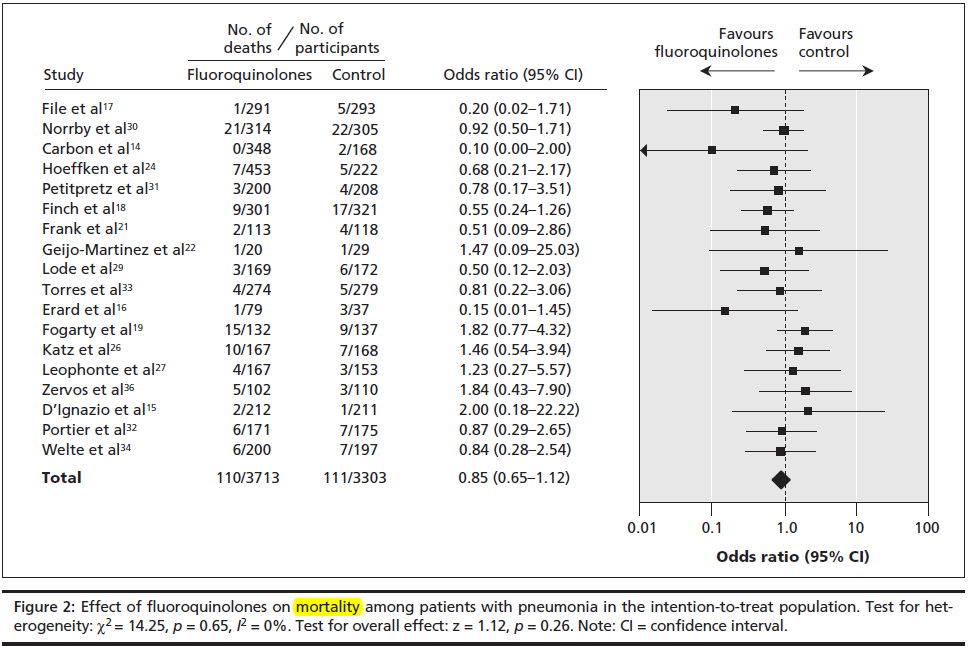 No. of deaths / No. of participants
Favours fluoroquinolones Favours control
Study Fluoroquinolones Control Odds ratio (95% CI)
File et al17 1/291 5/293 0.20 (0.02–1.71)
Norrby et al30 21/314 22/305 0.92 (0.50–1.71)
Carbon et al14 0/348 2/168 0.10 (0.00–2.00)
Hoeffken et al24 7/453 5/222 0.68 (0.21–2.17)
Petitpretz et al31 3/200 4/208 0.78 (0.17–3.51)
Finch et al18 9/301 17/321 0.55 (0.24–1.26)
Frank et al21 2/113 4/118 0.51 (0.09–2.86)
Geijo-Martinez et al22 1/20 1/29 1.47 (0.09–25.03)
Lode et al29 3/169 6/172 0.50 (0.12–2.03)
Torres et al33 4/274 5/279 0.81 (0.22–3.06)
Erard et al16 1/79 3/37 0.15 (0.01–1.45)
Fogarty et al19 15/132 9/137 1.82 (0.77–4.32)
Katz et al26 10/167 7/168 1.46 (0.54–3.94)
Leophonte et al27 4/167 3/153 1.23 (0.27–5.57)
Zervos et al36 5/102 3/110 1.84 (0.43–7.90)
D'Ignazio et al15 2/212 1/211 2.00 (0.18–22.22)
Portier et al32 6/171 7/175 0.87 (0.29–2.65)
Welte et al34 6/200 7/197 0.84 (0.28–2.54)
Total 110/3713 111/3303 0.85 (0.65–1.12)
0.01 0.1 1.0 10 100
Odds ratio (95% CI)
Figure 2: Effect of fluoroquinolones on mortality among patients with pneumonia in the intention-to-treat population. Test for het-
erogeneity: χ2 = 14.25, p = 0.65, I2 = 0%. Test for overall effect: z = 1.12, p = 0.26. Note: CI = confidence interval.